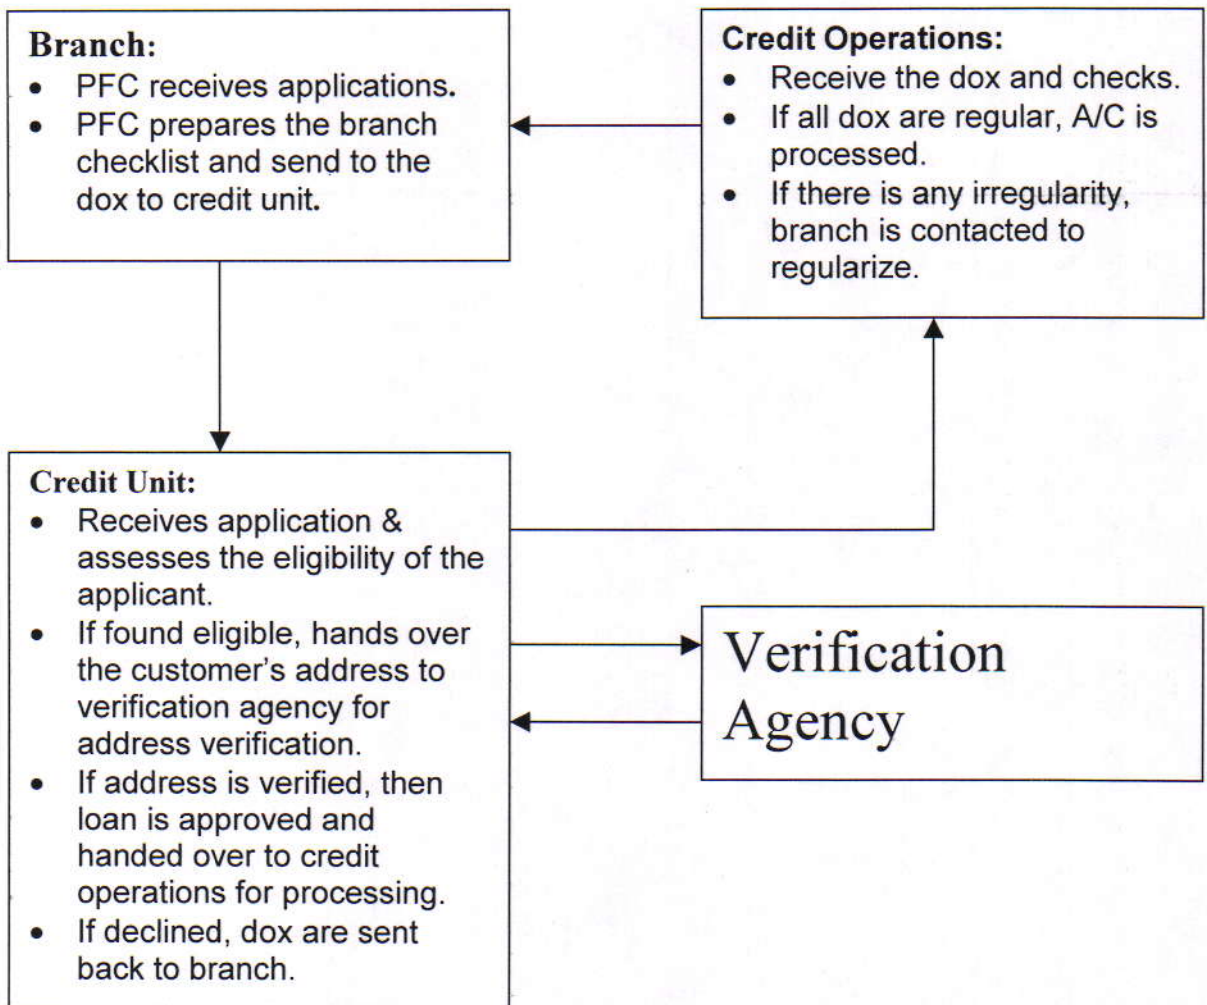 Branch:
• PFC receives applications.
• PFC prepares the branch
checklist and send to the
dox to credit unit.
Credit Operations:
• Receive the dox and checks.
• If all dox are regular, A/C is
processed.
• If there is any irregularity,
branch is contacted to
regularize.
Credit Unit:
• Receives application &
assesses the eligibility of the
applicant.
• If found eligible, hands over
the customer's address to
verification agency for
address verification.
• If address is verified, then
loan is approved and
handed over to credit
operations for processing.
• If declined, dox are sent
back to branch.
Verification
Agency